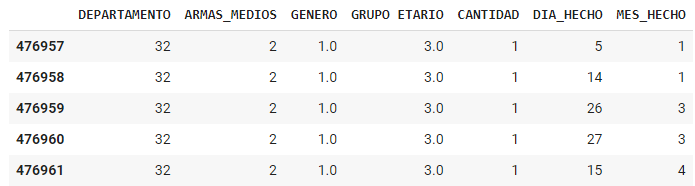 DEPARTAMENTO ARMAS_MEDIOS GENERO GRUPO ETARIO CANTIDAD DIA_HECHO MES_HECHO
476957 32 2 1.0 3.0 1 5 1
476958 32 2 1.0 3.0 1 14 1
476959 32 2 1.0 3.0 1 26 3
476960 32 2 1.0 3.0 1 27 3
476961 32 2 1.0 3.0 1 15 4